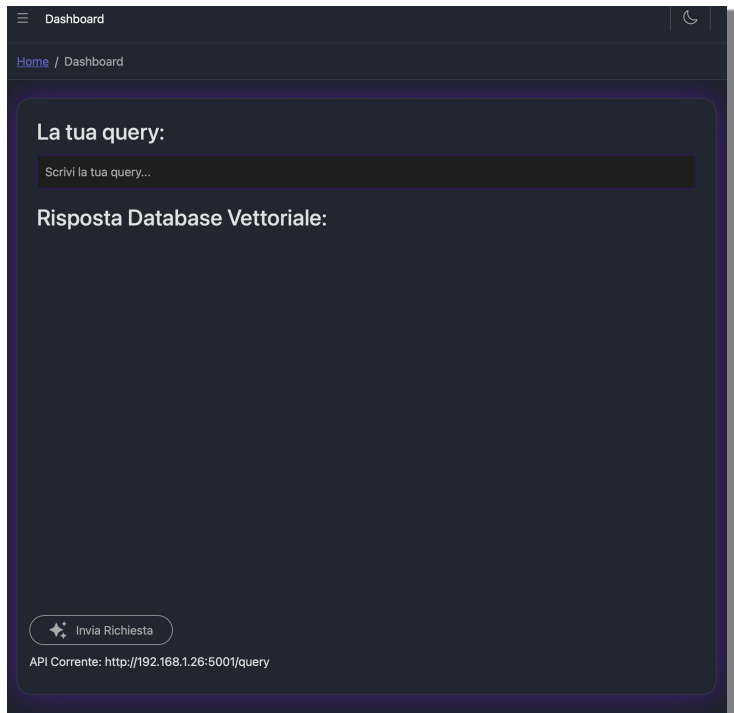 Dashboard
Home / Dashboard
La tua query:
Scrivi la tua query...
Risposta Database Vettoriale:
Invia Richiesta
API Corrente: http://192.168.1.26:5001/query